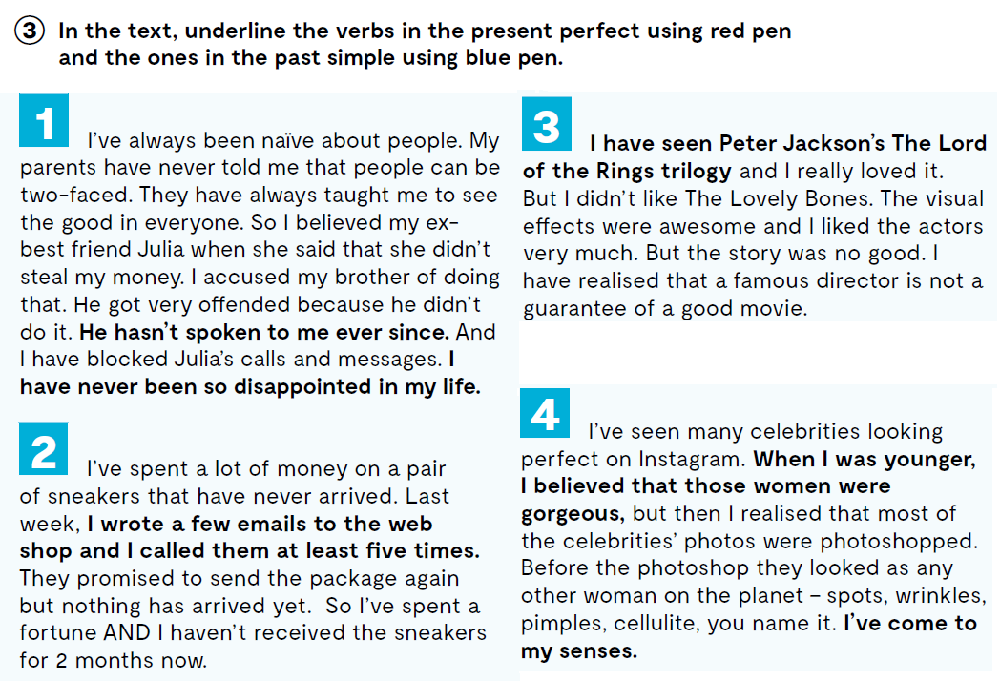 ③ In the text, underline the verbs in the present perfect using red pen
and the ones in the past simple using blue pen.
1 I've always been naïve about people. My
parents have never told me that people can be
two-faced. They have always taught me to see
the good in everyone. So I believed my ex-
best friend Julia when she said that she didn't
steal my money. I accused my brother of doing
that. He got very offended because he didn't
do it. He hasn't spoken to me ever since. And
I have blocked Julia's calls and messages. I
have never been so disappointed in my life.
2 I've spent a lot of money on a pair
of sneakers that have never arrived. Last
week, I wrote a few emails to the web
shop and I called them at least five times.
They promised to send the package again
but nothing has arrived yet. So I've spent a
fortune AND I haven't received the sneakers
for 2 months now.
3 I have seen Peter Jackson's The Lord
of the Rings trilogy and I really loved it.
But I didn't like The Lovely Bones. The visual
effects were awesome and I liked the actors
very much. But the story was no good. I
have realised that a famous director is not a
guarantee of a good movie.
4 I've seen many celebrities looking
perfect on Instagram. When I was younger,
I believed that those women were
gorgeous, but then I realised that most of
the celebrities' photos were photoshopped.
Before the photoshop they looked as any
other woman on the planet – spots, wrinkles,
pimples, cellulite, you name it. I've come to
my senses.